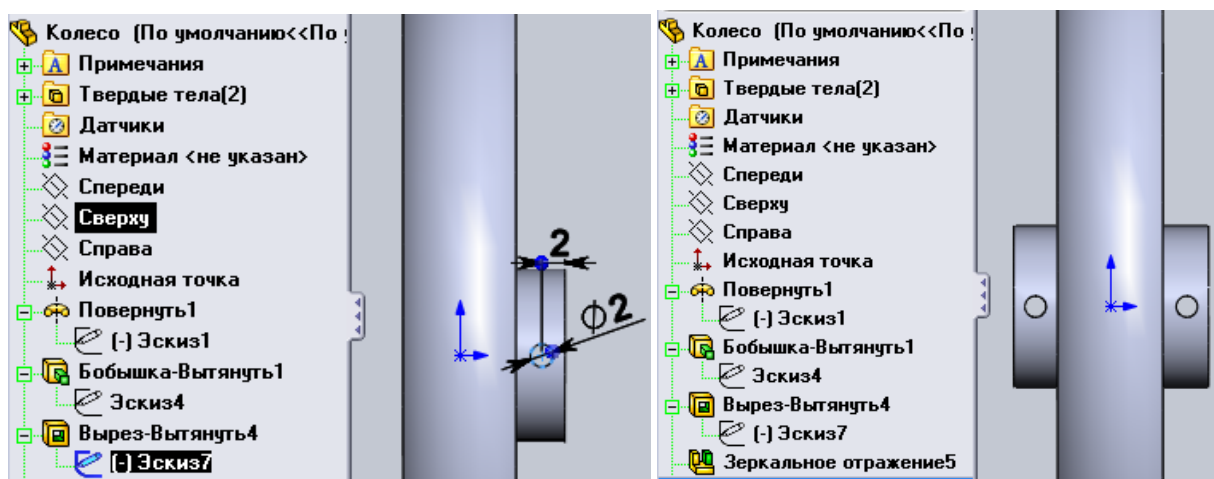 Колесо (По умолчанию<<По
Примечания
Твердые тела(2)
Датчики
Материал <не указан>
Спереди
Сверху
Справа
Исходная точка
Повернуть1
(-) Эскиз1
Бобышка-Вытянуть1
Эскиз4
Вырез-Вытянуть4
(-) Эскиз7
2
Ф2
Колесо (По умолчанию<<По
Примечания
Твердые тела(2)
Датчики
Материал <не указан>
Спереди
Сверху
Справа
Исходная точка
Повернуть1
(-) Эскиз1
Бобышка-Вытянуть1
Эскиз4
Вырез-Вытянуть4
(-) Эскиз7
Зеркальное отражение5